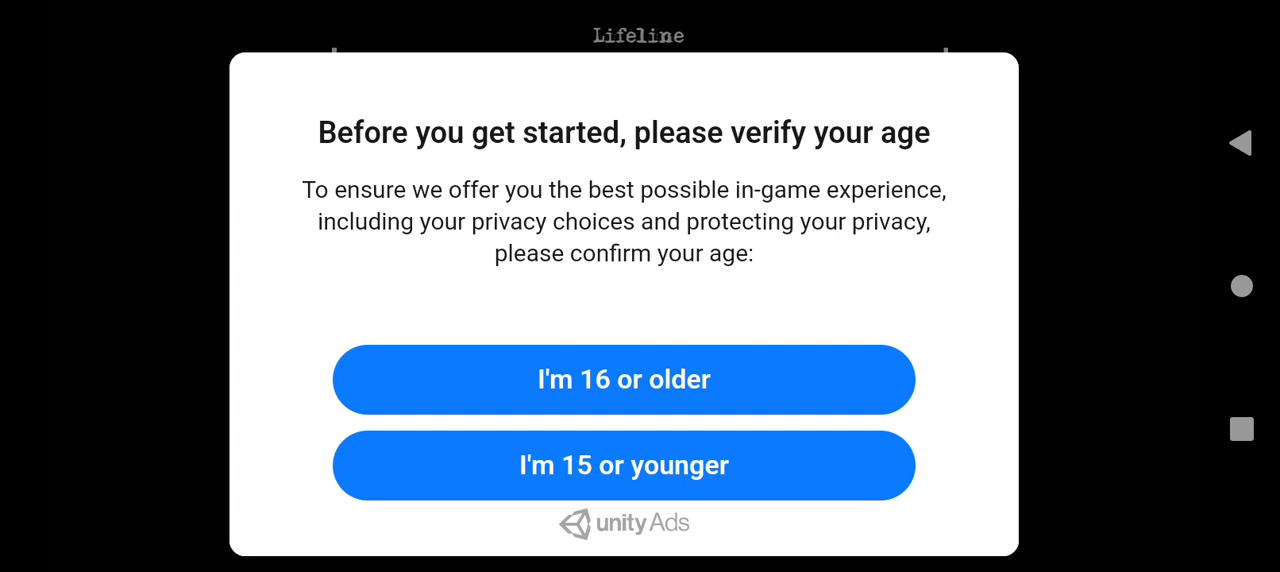 Lifeline
Before you get started, please verify your age
To ensure we offer you the best possible in-game experience,
including your privacy choices and protecting your privacy,
please confirm your age:
I'm 16 or older
I'm 15 or younger
unity Ads